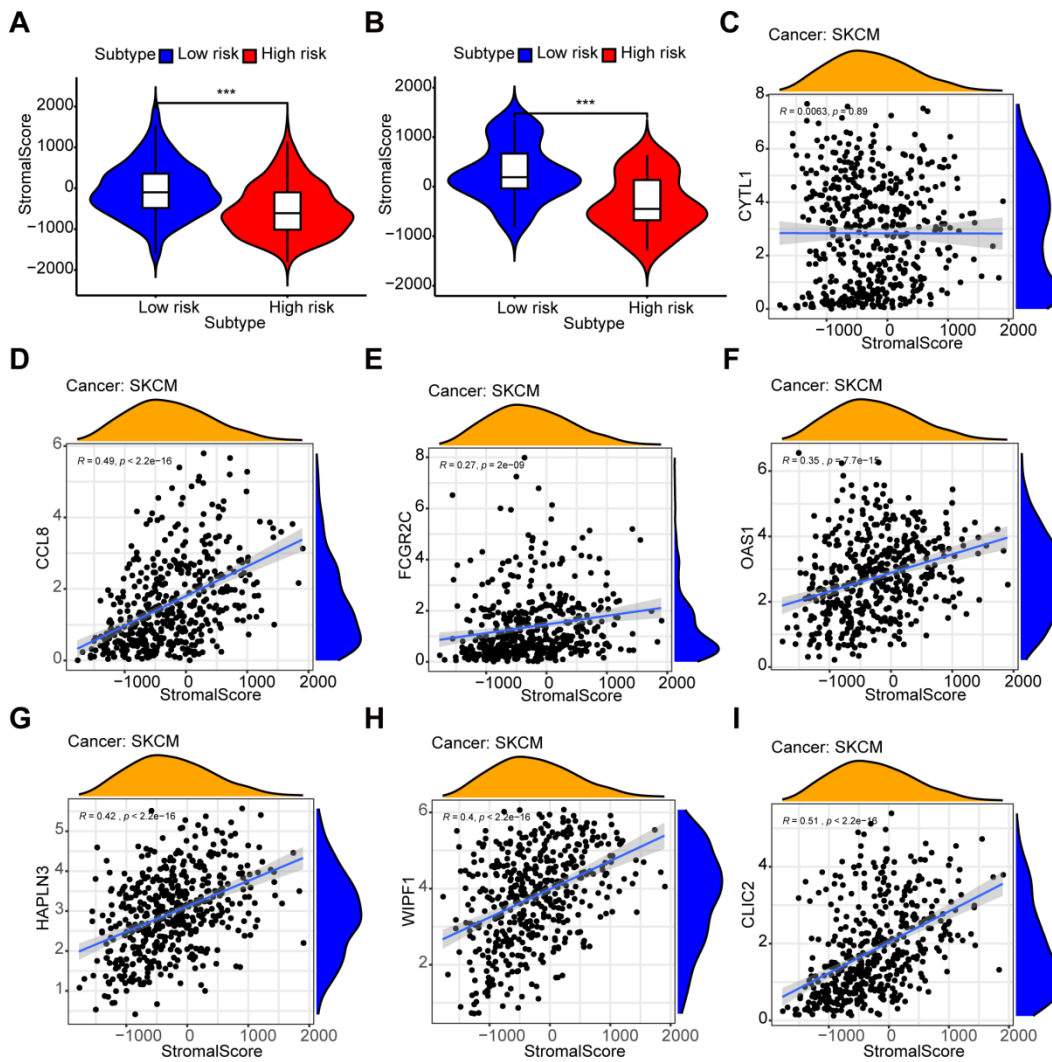 A
Subtype Low risk High risk
***
StromalScore
2000
1000
0
−1000
−2000
Low risk High risk
Subtype
B
Subtype Low risk High risk
***
StromalScore
2000
1000
0
−1000
−2000
Low risk High risk
Subtype
C
Cancer: SKCM
R = 0.0063, p = 0.89
CYTL1
8
6
4
2
0
−1000 0 1000 2000
StromalScore
D
Cancer: SKCM
R = 0.49, p < 2.2e−16
CCL8
6
4
2
0
−1000 0 1000 2000
StromalScore
E
Cancer: SKCM
R = 0.27, p = 2e−09
FCGR2C
8
6
4
2
0
−1000 0 1000 2000
StromalScore
F
Cancer: SKCM
R = 0.35 , p = 7.7e−15
OAS1
6
4
2
0
−1000 0 1000 2000
StromalScore
G
Cancer: SKCM
R = 0.42 , p < 2.2e−16
HAPLN3
5
4
3
2
1
−1000 0 1000 2000
StromalScore
H
Cancer: SKCM
R = 0.4, p < 2.2e−16
WIPF1
6
4
2
−1000 0 1000 2000
StromalScore
I
Cancer: SKCM
R = 0.51 , p < 2.2e−16
CLIC2
4
2
0
−1000 0 1000 2000
StromalScore